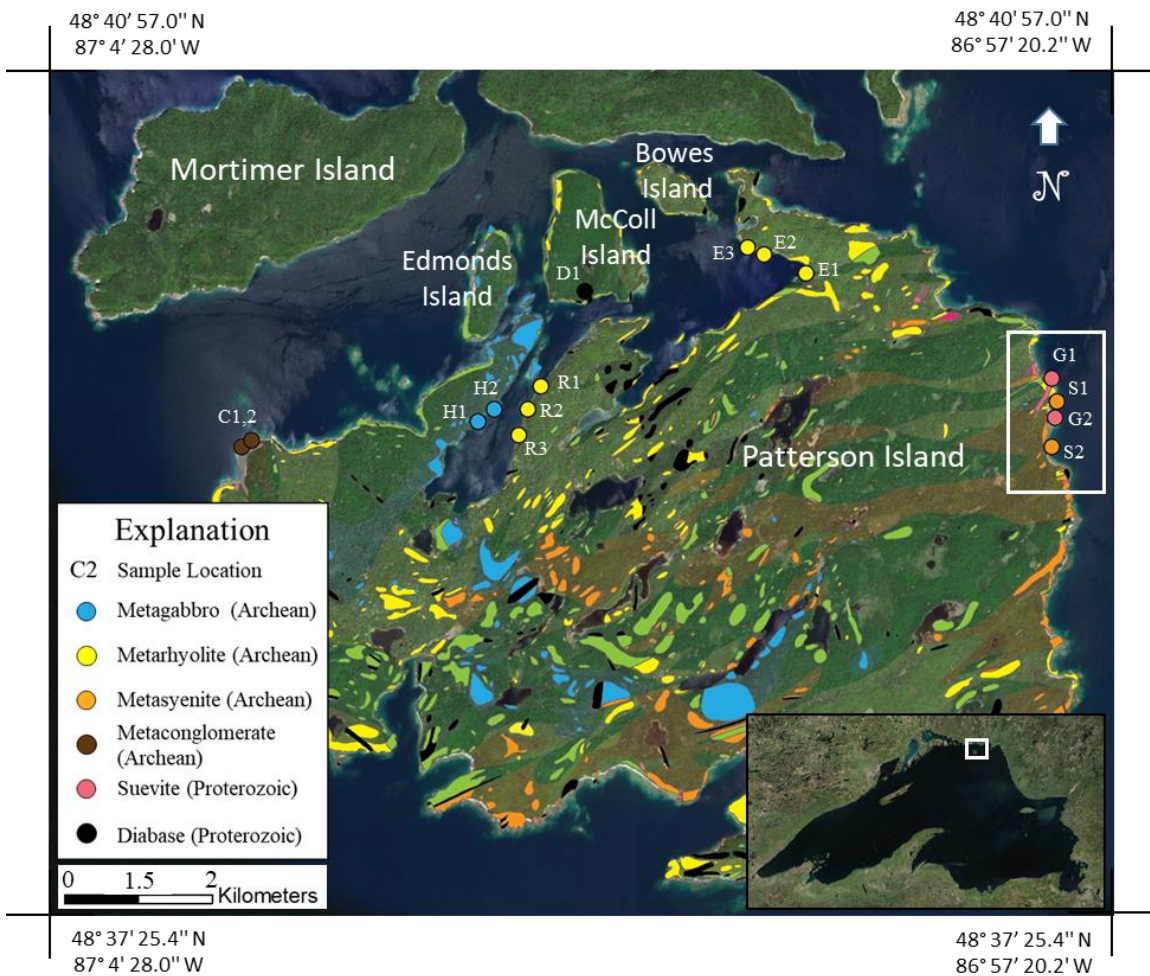 48° 40' 57.0'' N
87° 4' 28.0' W
48° 40' 57.0'' N
86° 57' 20.2'' W
Mortimer Island
Bowes
Island
McColl
Island
Edmonds
Island
N
E3
E2
E1
D1
G1
S1
G2
S2
R1
R2
R3
H2
H1
C1,2
Patterson Island
Explanation
C2 Sample Location
Metagabbro (Archean)
Metarhyolite (Archean)
Metasyenite (Archean)
Metaconglomerate
(Archean)
Suevite (Proterozoic)
Diabase (Proterozoic)
0 1.5 2
Kilometers
48° 37' 25.4'' N
87° 4' 28.0'' W
48° 37' 25.4'' N
86° 57' 20.2' W